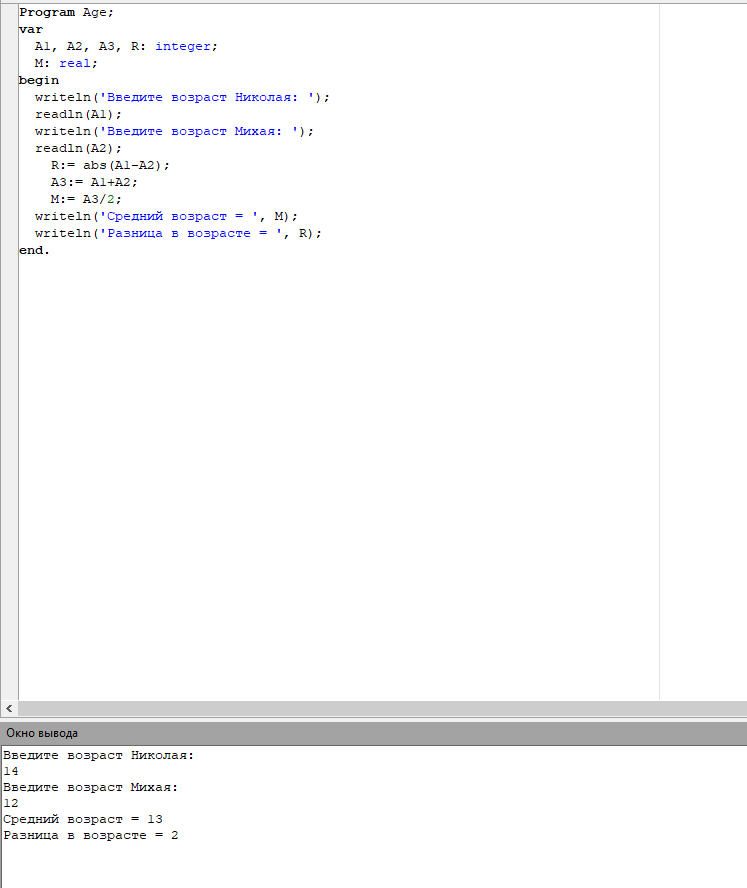 Program Age;
var
A1, A2, A3, R: integer;
M: real;
begin
writeln('Введите возраст Николая: ');
readln(A1);
writeln('Введите возраст Михая: ');
readln(A2);
R:= abs(A1-A2);
A3:= A1+A2;
M:= A3/2;
writeln('Средний возраст = ', M);
writeln('Разница в возрасте = ', R);
end.
Окно вывода
Введите возраст Николая:
14
Введите возраст Михая:
12
Средний возраст = 13
Разница в возрасте = 2